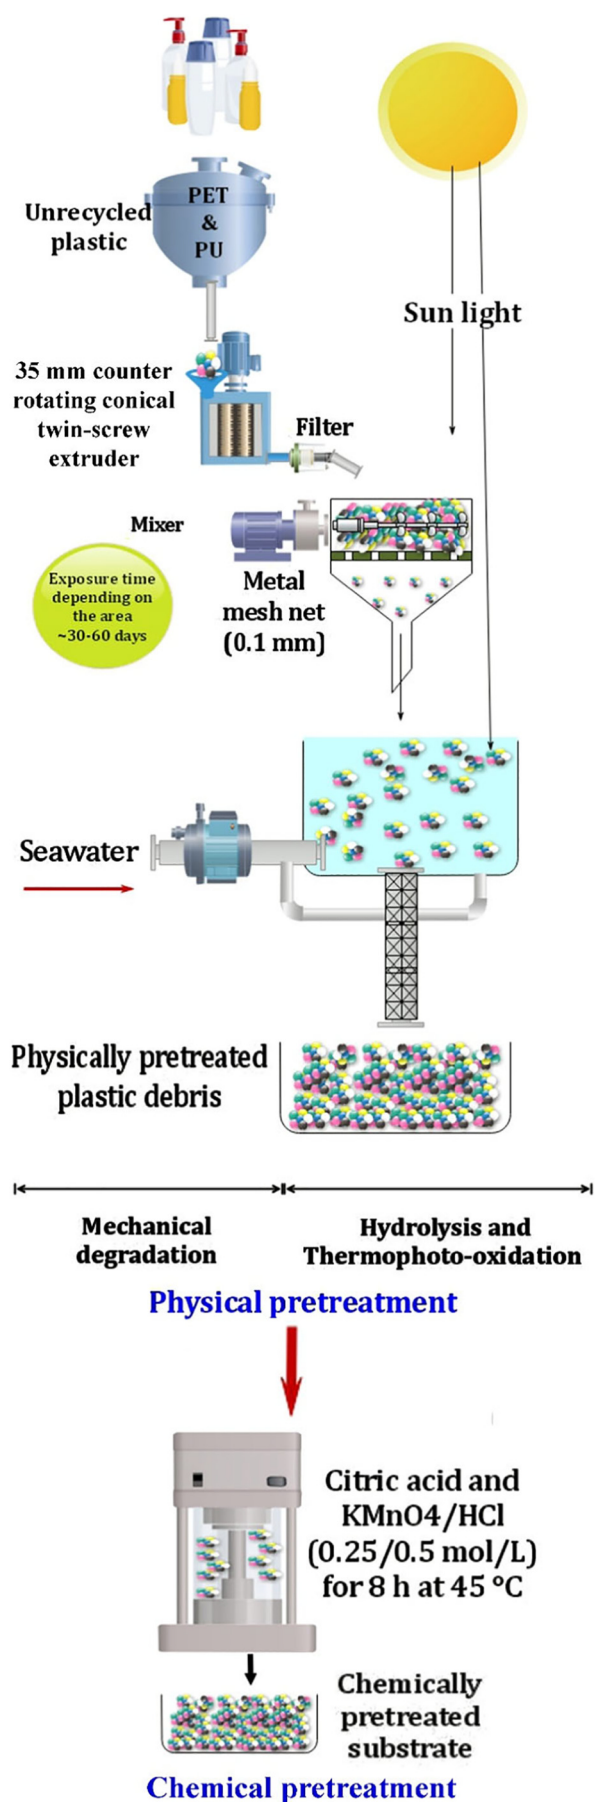 PET
&
PU
Unrecycled
plastic
Sun light
35 mm counter
rotating conical
twin-screw
extruder
Filter
Mixer
Exposure time
depending on
the area
~30-60 days
Metal
mesh net
(0.1 mm)
Seawater
Physically pretreated
plastic debris
Mechanical
degradation
Hydrolysis and
Thermophoto-oxidation
Physical pretreatment
Citric acid and
KMnO4/HCl
(0.25/0.5 mol/L)
for 8 h at 45 °C
Chemically
pretreated
substrate
Chemical pretreatment